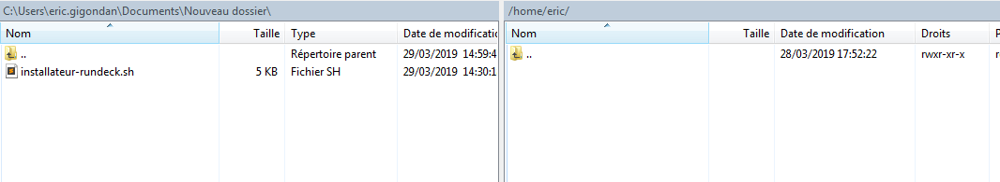 C:\Users\eric.gigondan\Documents\Nouveau dossier\ /home/eric/
Nom Taille Type Date de modificatio Nom Taille Date de modification Droits P
.. Répertoire parent 29/03/2019 14:59:4 .. 28/03/2019 17:52:22 rwxr-xr-x r
installateur-rundeck.sh 5 KB Fichier SH 29/03/2019 14:30:1